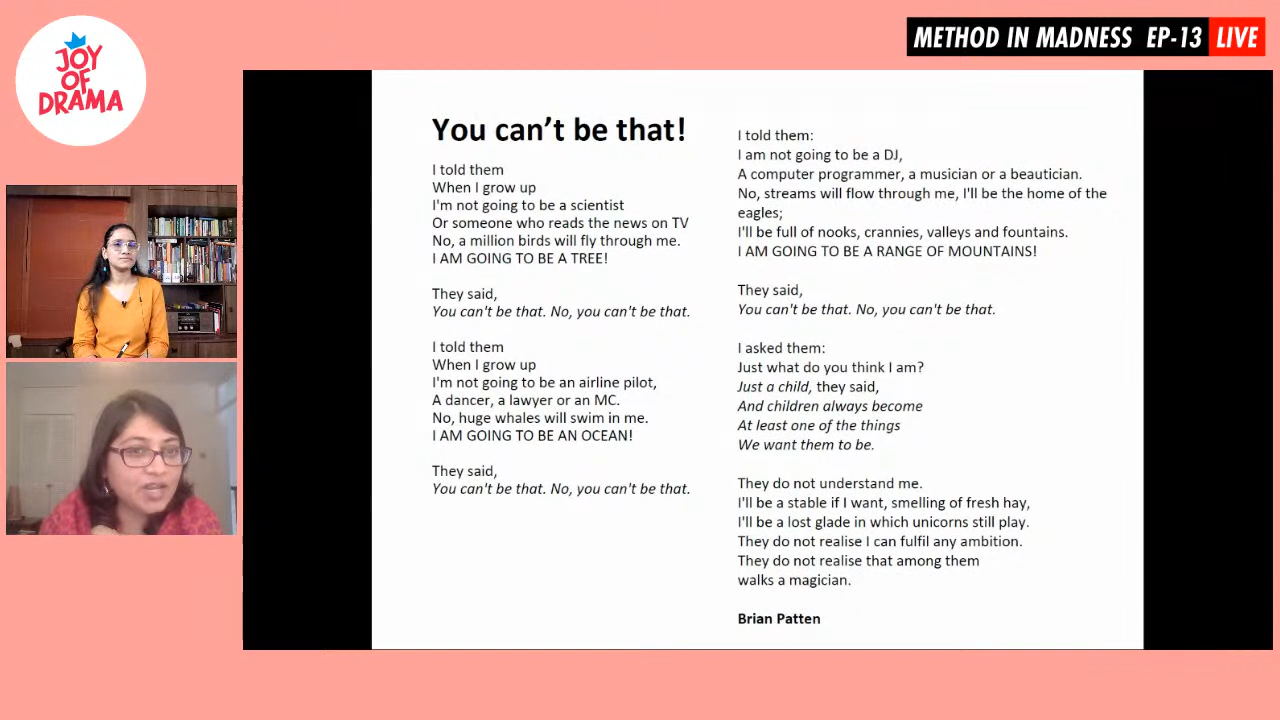 JOY
OF
DRAMA
METHOD IN MADNESS EP-13 LIVE
You can't be that!
I told them
When I grow up
I'm not going to be a scientist
Or someone who reads the news on TV
No, a million birds will fly through me.
I AM GOING TO BE A TREE!
They said,
You can't be that. No, you can't be that.
I told them
When I grow up
I'm not going to be an airline pilot,
A dancer, a lawyer or an MC.
No, huge whales will swim in me.
I AM GOING TO BE AN OCEAN!
They said,
You can't be that. No, you can't be that.
I told them:
I am not going to be a DJ,
A computer programmer, a musician or a beautician.
No, streams will flow through me, I'll be the home of the
eagles;
I'll be full of nooks, crannies, valleys and fountains.
I AM GOING TO BE A RANGE OF MOUNTAINS!
They said,
You can't be that. No, you can't be that.
I asked them:
Just what do you think I am?
Just a child, they said,
And children always become
At least one of the things
We want them to be.
They do not understand me.
I'll be a stable if I want, smelling of fresh hay,
I'll be a lost glade in which unicorns still play.
They do not realise I can fulfil any ambition.
They do not realise that among them
walks a magician.
Brian Patten